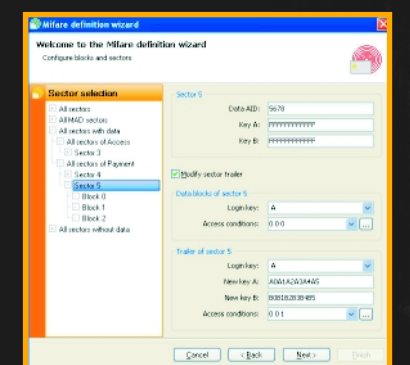 Mifare definition wizard
Welcome to the Mifare definition wizard
Configure blocks and sectors
Sector selection
All sectors
All MAD sectors
All sectors with data
All sectors of Access
Sector 3
All sectors of Payment
Sector 4
Sector 5
Block 0
Block 1
Block 2
All sectors without data
Sector 5
Data AID: 5678
Key A: FFFFFFFFFFFF
Key B: FFFFFFFFFFFF
Modify sector trailer
Data blocks of sector 5
Login key: A
Access conditions: 0 0 0 ...
Trailer of sector 5
Login key: A
New key A: A0A1A2A3A4A5
New key B: B0B1B2B3B4B5
Access conditions: 0 0 1 ...
Cancel < Back Next > Finish